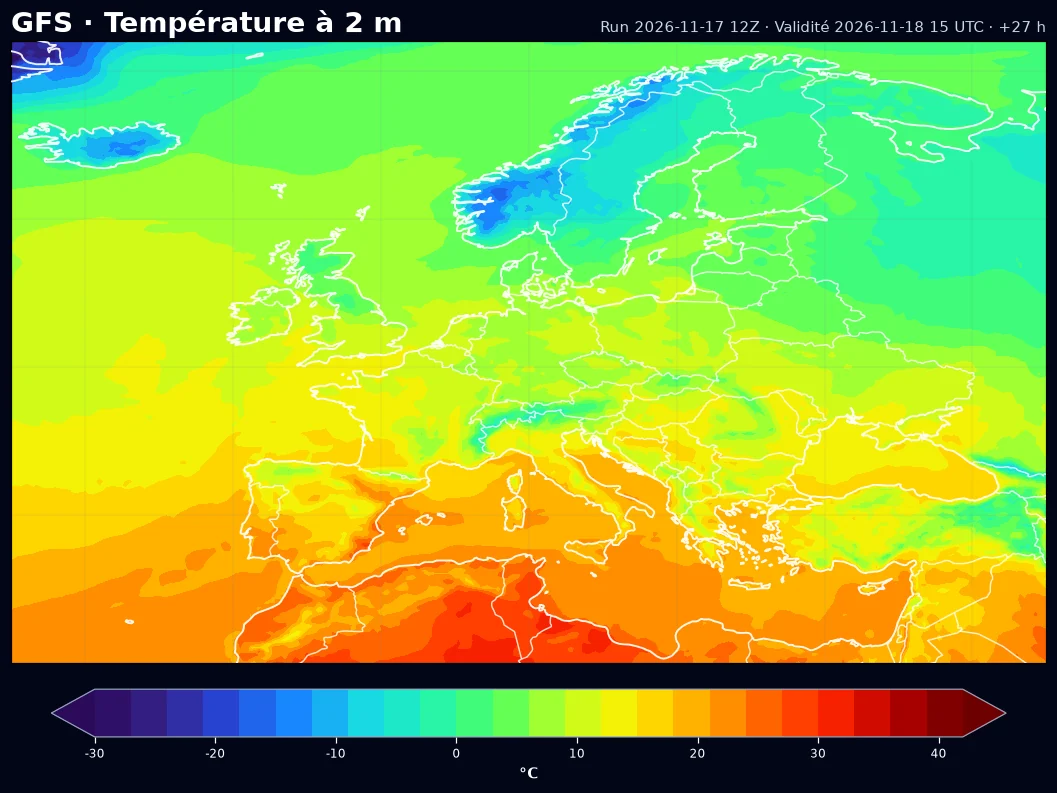 GFS · Température à 2 m
Run 2026-11-17 12Z · Validité 2026-11-18 15 UTC · +27 h
-30 -20 -10 0 10 20 30 40
°C